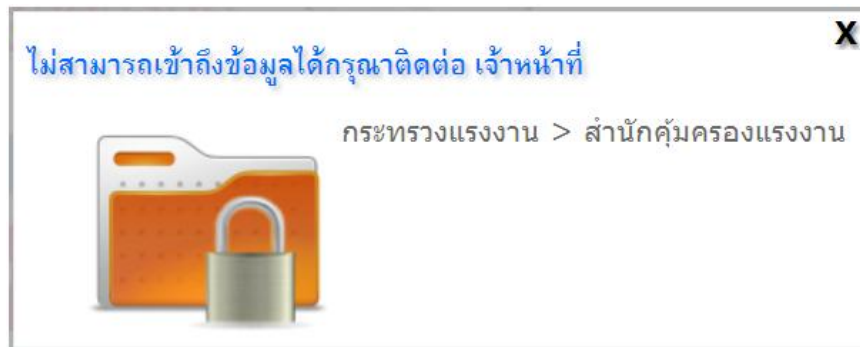 X
ไม่สามารถเข้าถึงข้อมูลได้กรุณาติดต่อ เจ้าหน้าที่
กระทรวงแรงงาน > สำนักคุ้มครองแรงงาน